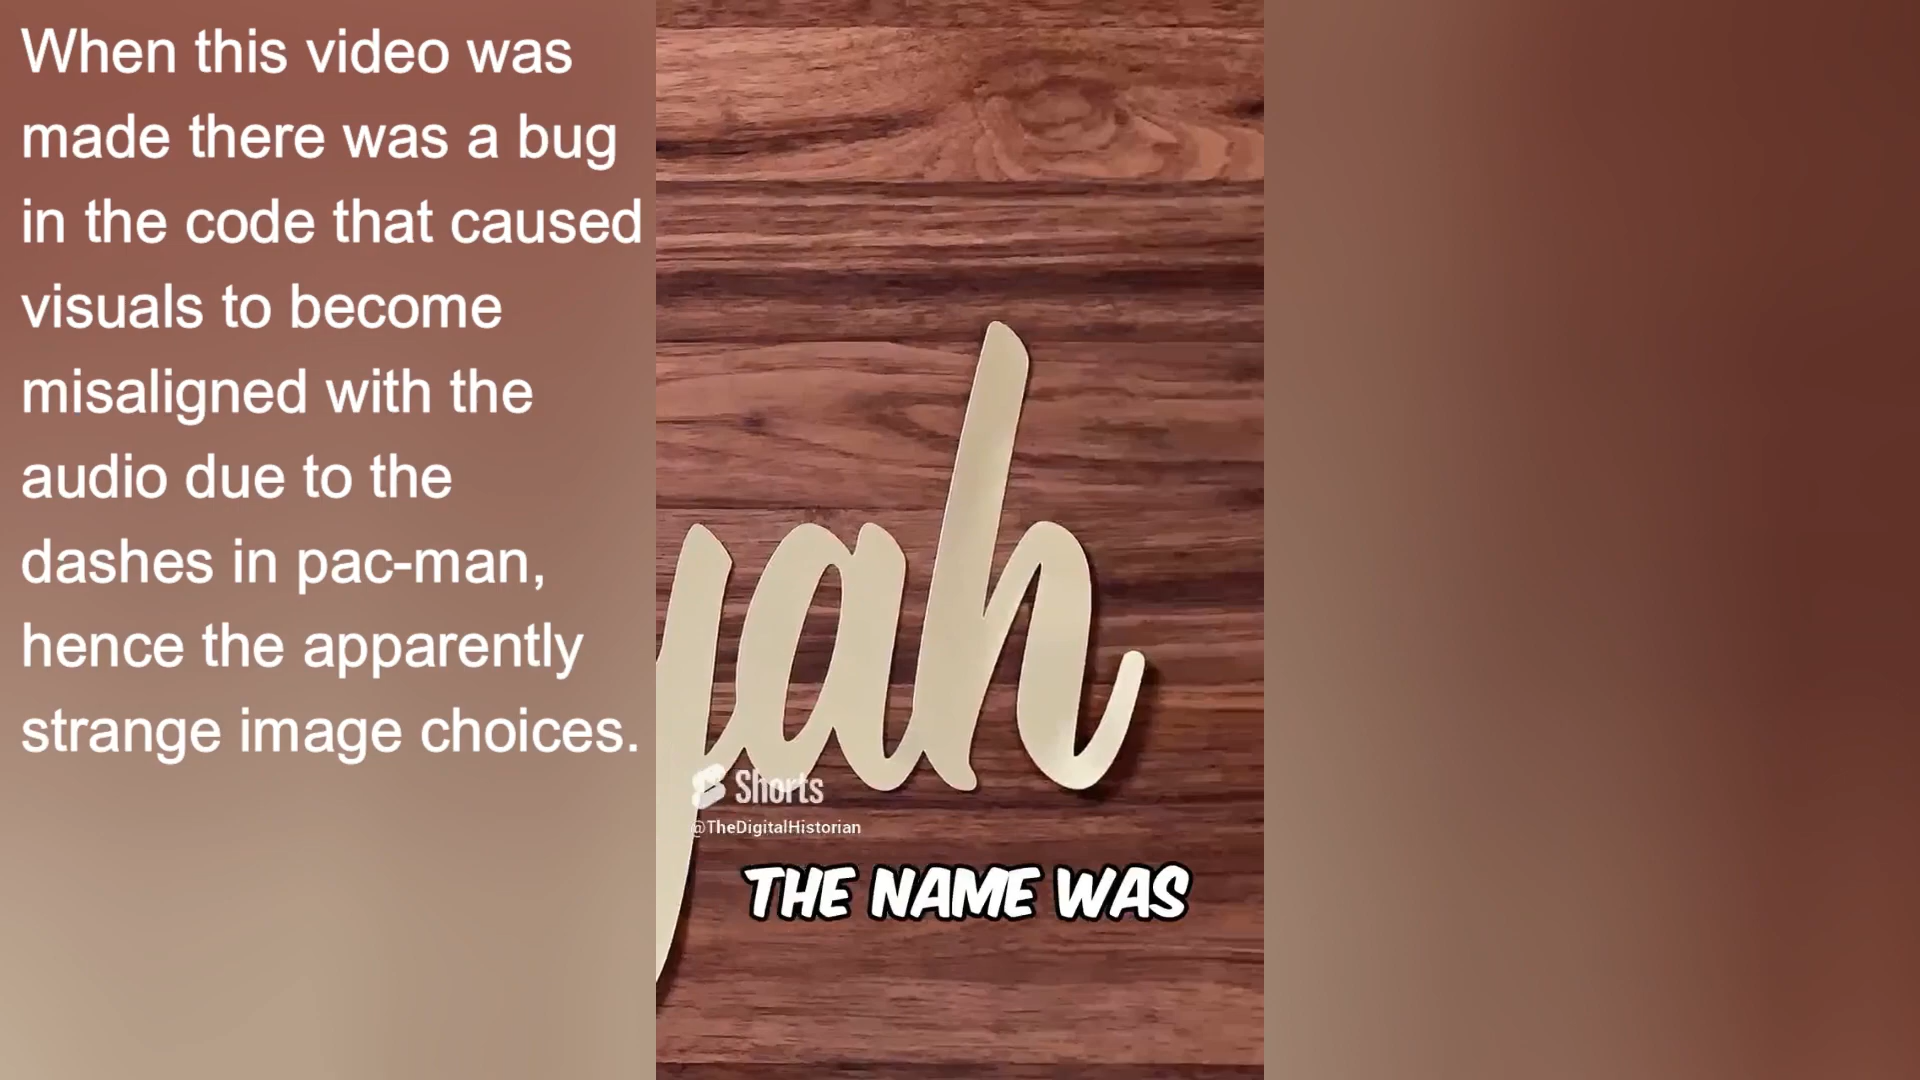 When this video was
made there was a bug
in the code that caused
visuals to become
misaligned with the
audio due to the
dashes in pac-man,
hence the apparently
strange image choices.
yah
Shorts
@TheDigitalHistorian
THE NAME WAS